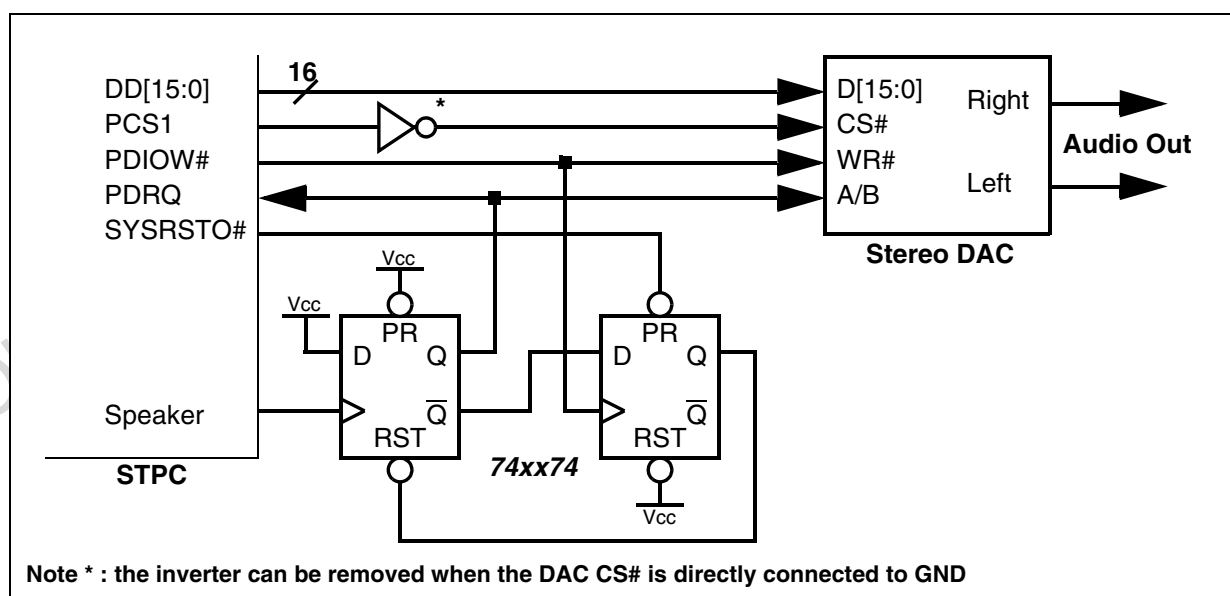 16
DD[15:0]
PCS1
PDIOW#
PDRQ
SYSRSTO#
*
D[15:0]
CS#
WR#
A/B
Right
Left
Audio Out
Stereo DAC
Vcc
Vcc
PR
D
Q
Q
RST
PR
D
Q
Q
RST
Vcc
74xx74
Speaker
STPC
Note * : the inverter can be removed when the DAC CS# is directly connected to GND